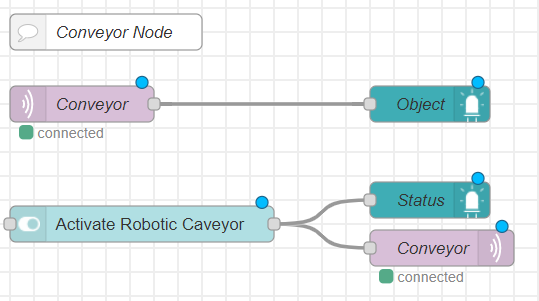 Conveyor Node
Conveyor
Object
connected
Status
Activate Robotic Caveyor
Conveyor
connected